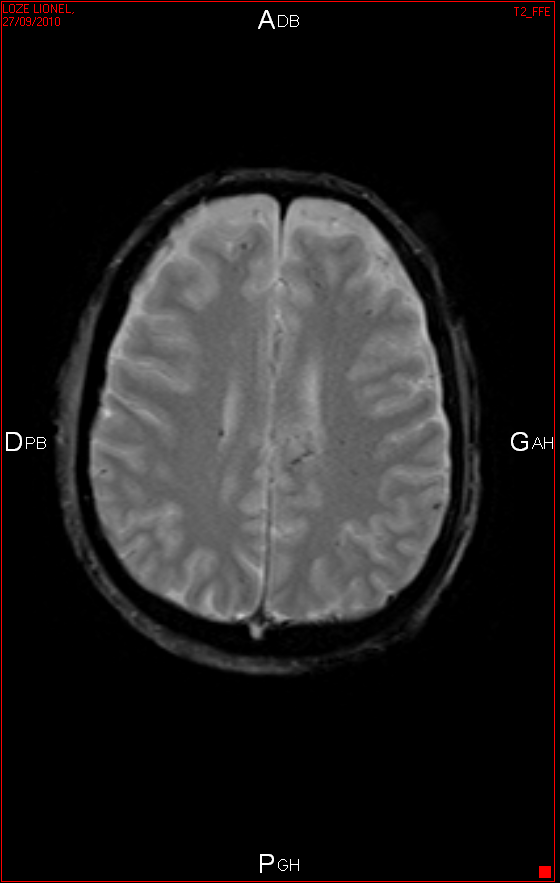 LOZE LIONEL.
27/09/2010
ADB
T2_FFE
DPB
GAH
PGH